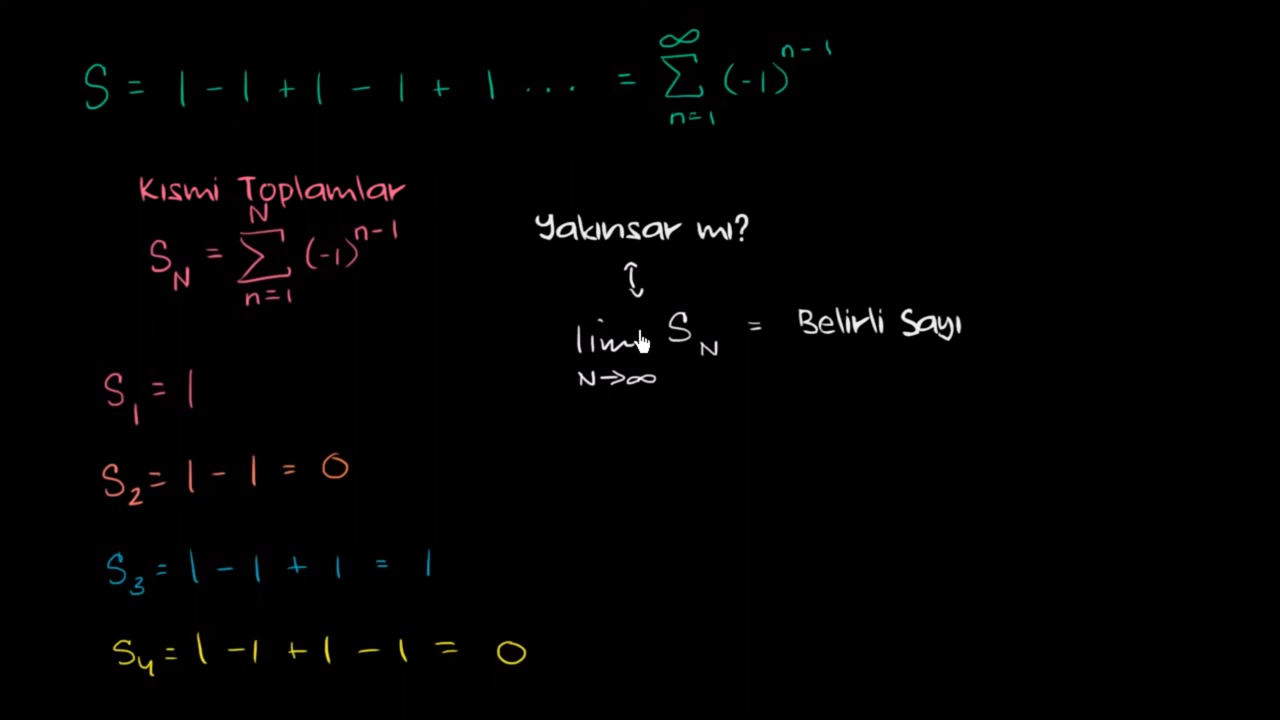 S = 1 - 1 + 1 - 1 + 1 ... = ∑_{n=1}^{∞} (-1)^{n-1}
Kısmi Toplamlar
S_N = ∑_{n=1}^{N} (-1)^{n-1}
Yakınsar mı?
↕
lim_{N→∞} S_N = Belirli Sayı
S_1 = 1
S_2 = 1 - 1 = 0
S_3 = 1 - 1 + 1 = 1
S_4 = 1 - 1 + 1 - 1 = 0